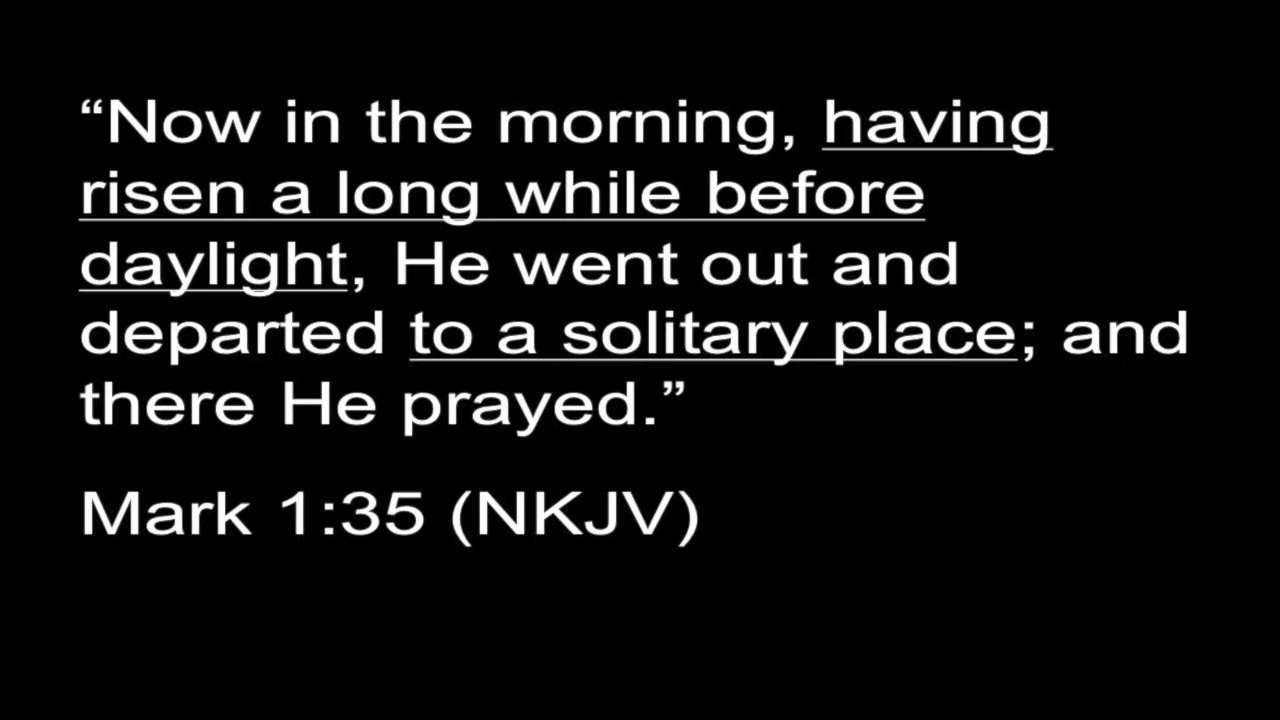 “Now in the morning, having
risen a long while before
daylight, He went out and
departed to a solitary place; and
there He prayed.”
Mark 1:35 (NKJV)